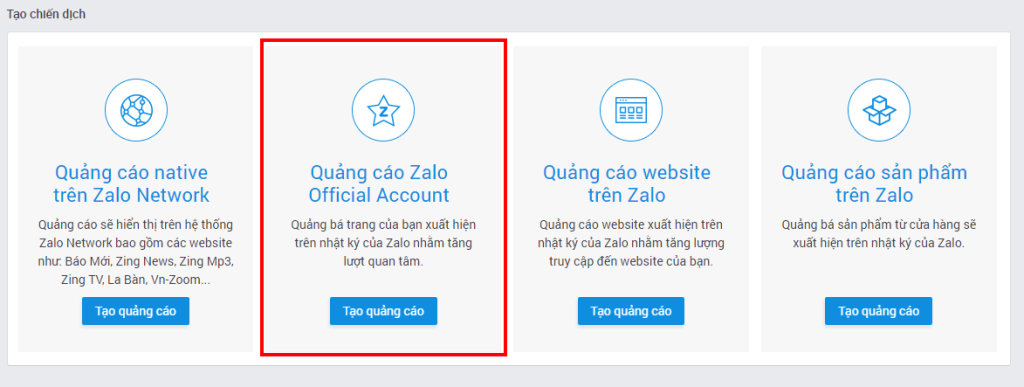 Tạo chiến dịch
Quảng cáo native
trên Zalo Network
Quảng cáo sẽ hiển thị trên hệ thống
Zalo Network bao gồm các website
như: Báo Mới, Zing News, Zing Mp3,
Zing TV, La Bàn, Vn-Zoom...
Tạo quảng cáo
Z
Quảng cáo Zalo
Official Account
Quảng bá trang của bạn xuất hiện
trên nhật ký của Zalo nhằm tăng
lượt quan tâm.
Tạo quảng cáo
Quảng cáo website
trên Zalo
Quảng cáo website xuất hiện trên
nhật ký của Zalo nhằm tăng lượng
truy cập đến website của bạn.
Tạo quảng cáo
Quảng cáo sản phẩm
trên Zalo
Quảng bá sản phẩm từ cửa hàng sẽ
xuất hiện trên nhật ký của Zalo.
Tạo quảng cáo